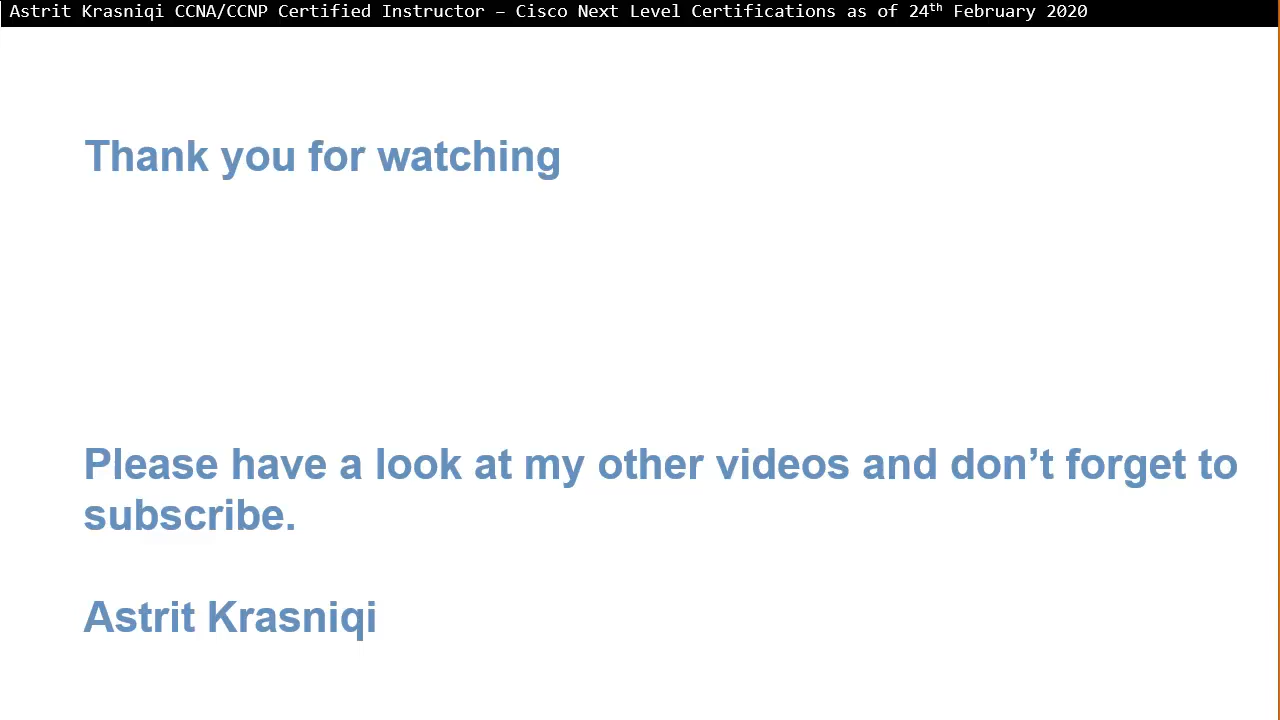 Astrit Krasniqi CCNA/CCNP Certified Instructor – Cisco Next Level Certifications as of 24th February 2020
Thank you for watching
Please have a look at my other videos and don’t forget to
subscribe.
Astrit Krasniqi